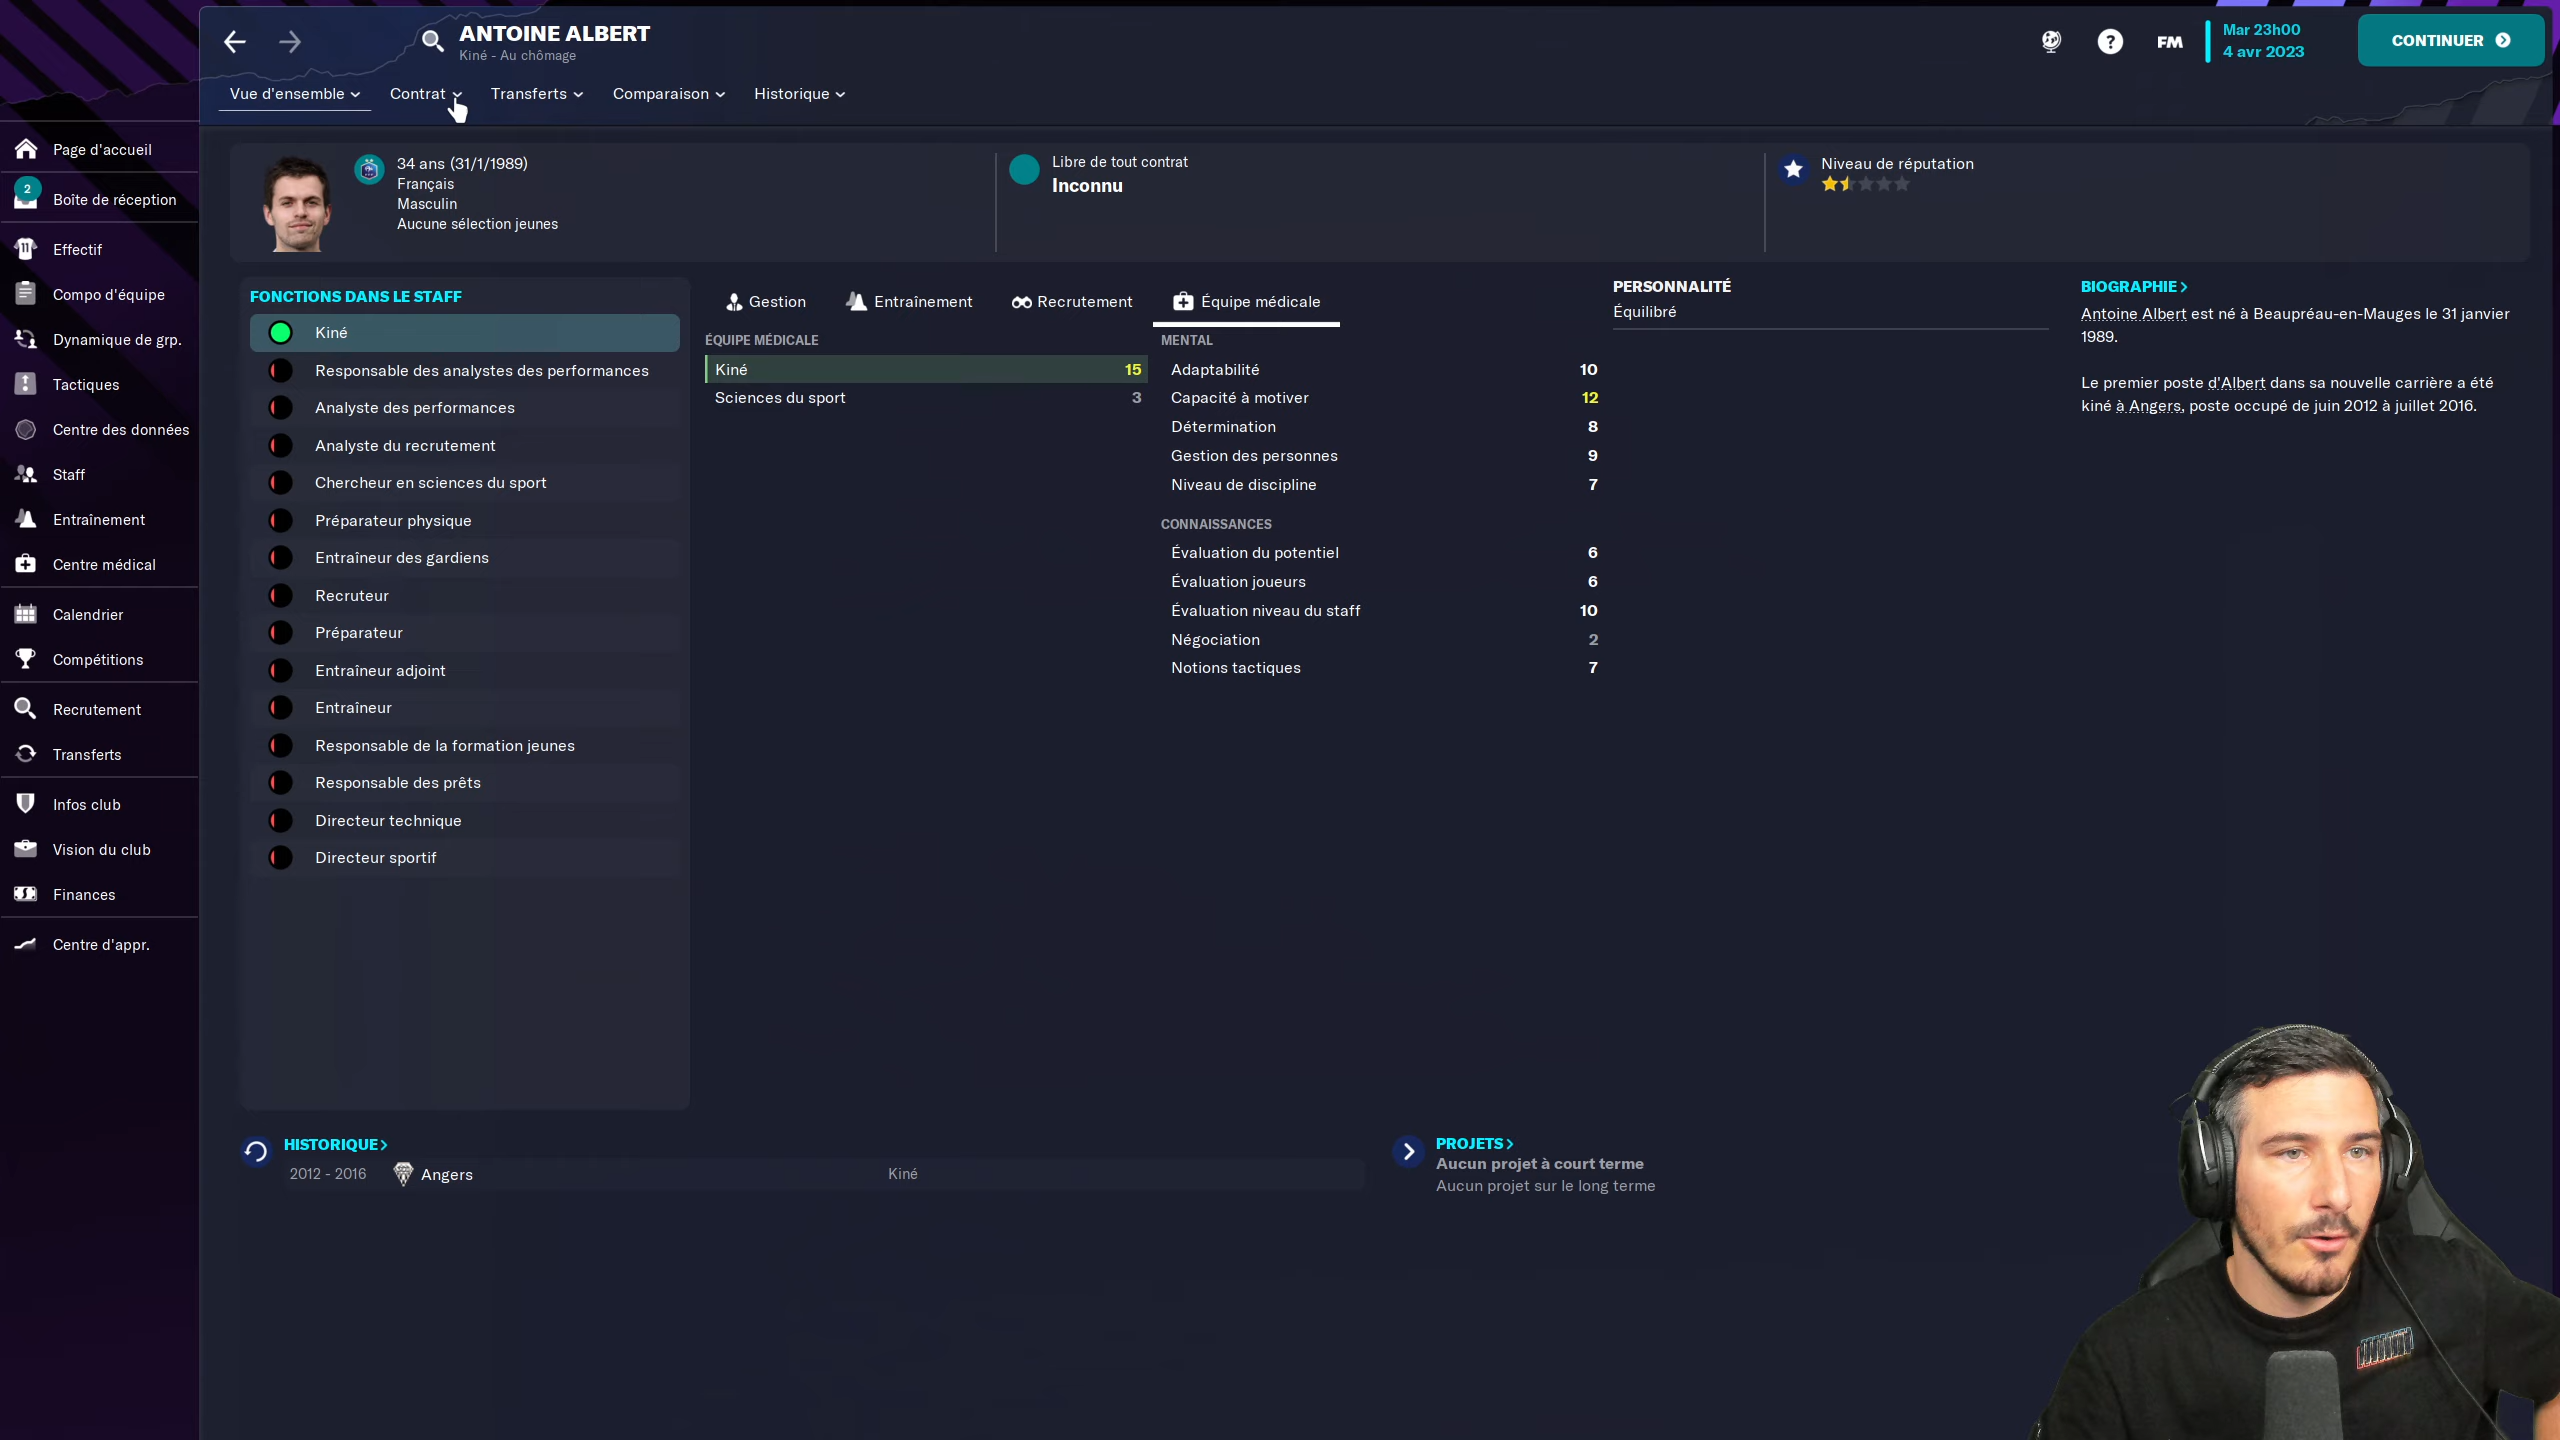 ANTOINE ALBERT
Kiné - Au chômage
FM
Mar 23h00
4 avr 2023
CONTINUER
Vue d'ensemble
Contrat
Transferts
Comparaison
Historique
Page d'accueil
2
Boîte de réception
Effectif
Compo d'équipe
Dynamique de grp.
Tactiques
Centre des données
Staff
Entraînement
Centre médical
Calendrier
Compétitions
Recrutement
Transferts
Infos club
Vision du club
Finances
Centre d'appr.
34 ans (31/1/1989)
Français
Masculin
Aucune sélection jeunes
Libre de tout contrat
Inconnu
Niveau de réputation
FONCTIONS DANS LE STAFF
Kiné
Responsable des analystes des performances
Analyste des performances
Analyste du recrutement
Chercheur en sciences du sport
Préparateur physique
Entraîneur des gardiens
Recruteur
Préparateur
Entraîneur adjoint
Entraîneur
Responsable de la formation jeunes
Responsable des prêts
Directeur technique
Directeur sportif
Gestion
Entraînement
Recrutement
Équipe médicale
ÉQUIPE MÉDICALE
Kiné 15
Sciences du sport 3
MENTAL
Adaptabilité 10
Capacité à motiver 12
Détermination 8
Gestion des personnes 9
Niveau de discipline 7
CONNAISSANCES
Évaluation du potentiel 6
Évaluation joueurs 6
Évaluation niveau du staff 10
Négociation 2
Notions tactiques 7
PERSONNALITÉ
Équilibré
BIOGRAPHIE
Antoine Albert est né à Beaupréau-en-Mauges le 31 janvier
1989.
Le premier poste d'Albert dans sa nouvelle carrière a été
kiné à Angers, poste occupé de juin 2012 à juillet 2016.
HISTORIQUE
2012 - 2016 Angers Kiné
PROJETS
Aucun projet à court terme
Aucun projet sur le long terme